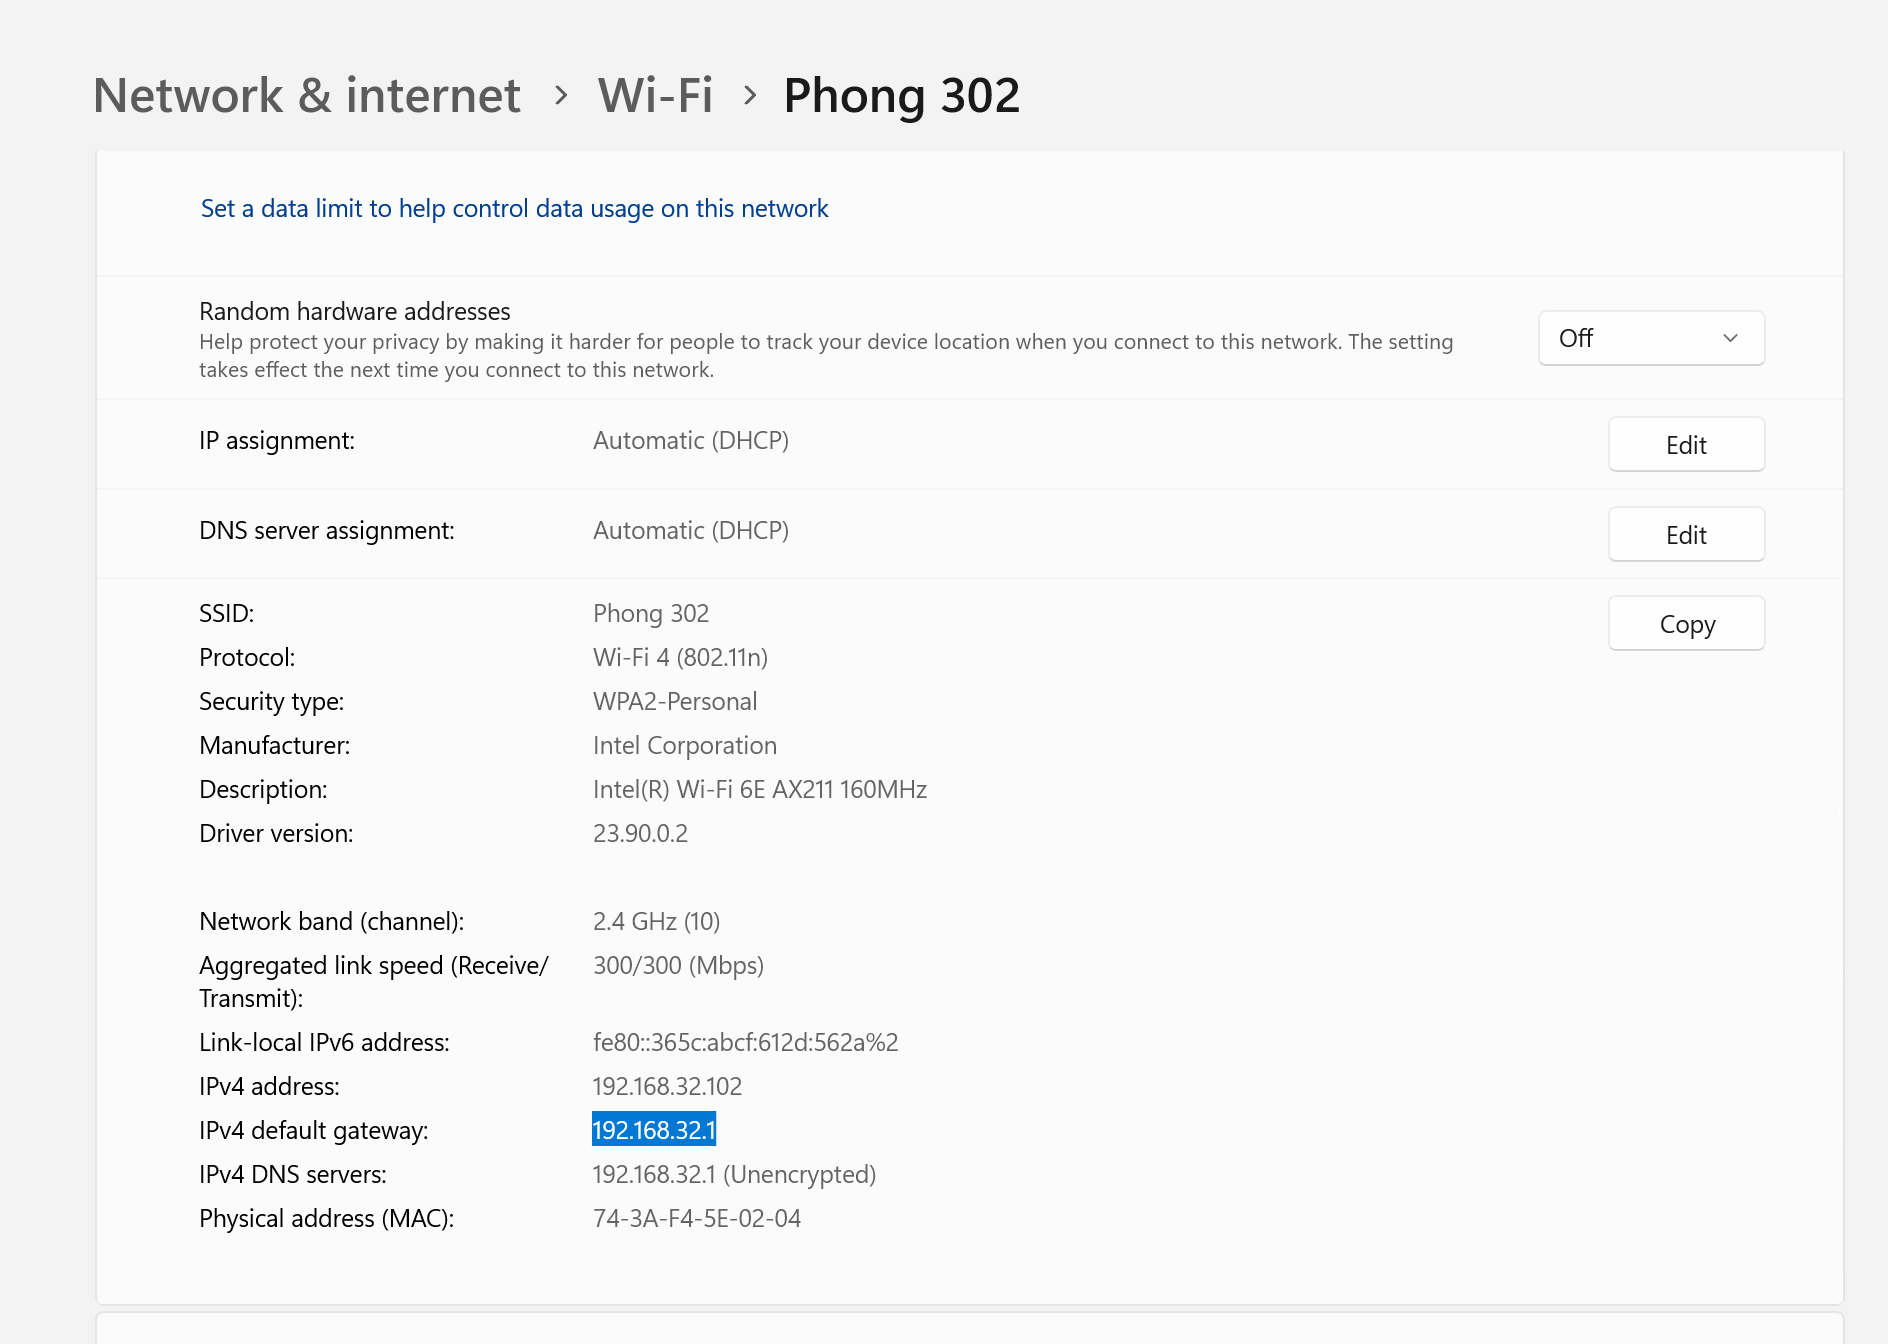 Network & internet > Wi-Fi > Phong 302
Set a data limit to help control data usage on this network
Random hardware addresses
Help protect your privacy by making it harder for people to track your device location when you connect to this network. The setting
takes effect the next time you connect to this network.
Off
IP assignment: Automatic (DHCP) Edit
DNS server assignment: Automatic (DHCP) Edit
SSID: Phong 302 Copy
Protocol: Wi-Fi 4 (802.11n)
Security type: WPA2-Personal
Manufacturer: Intel Corporation
Description: Intel(R) Wi-Fi 6E AX211 160MHz
Driver version: 23.90.0.2
Network band (channel): 2.4 GHz (10)
Aggregated link speed (Receive/ 300/300 (Mbps)
Transmit):
Link-local IPv6 address: fe80::365c:abcf:612d:562a%2
IPv4 address: 192.168.32.102
IPv4 default gateway: 192.168.32.1
IPv4 DNS servers: 192.168.32.1 (Unencrypted)
Physical address (MAC): 74-3A-F4-5E-02-04